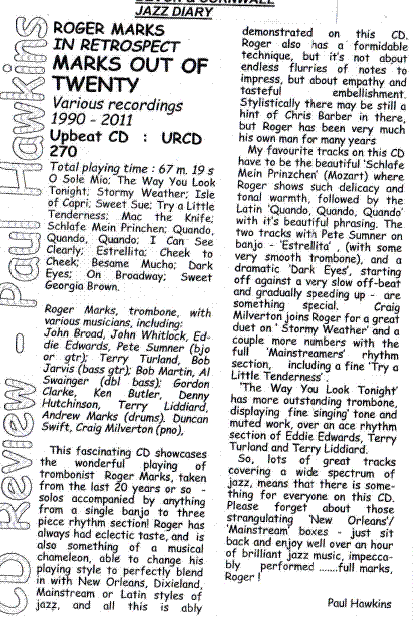 DEVON & CORNWALL
JAZZ DIARY
CD Review - Paul Hawkins
ROGER MARKS
IN RETROSPECT
MARKS OUT OF
TWENTY
Various recordings
1990 - 2011
Upbeat CD : URCD
270
Total playing time : 67 m. 19 s
O Sole Mio; The Way You Look
Tonight; Stormy Weather; Isle
of Capri; Sweet Sue; Try a Little
Tenderness; Mac the Knife;
Schlafe Mein Princhen; Quando,
Quando, Quando; I Can See
Clearly; Estrellita; Cheek to
Cheek; Besame Mucho; Dark
Eyes; On Broadway; Sweet
Georgia Brown.
Roger Marks, trombone, with
various musicians, including:
John Broad, John Whitlock, Ed-
die Edwards, Pete Sumner (bjo
or gtr); Terry Turland, Bob
Jarvis (bass gtr); Bob Martin, Al
Swainger (dbl bass); Gordon
Clarke, Ken Butler, Denny
Hutchinson, Terry Liddiard,
Andrew Marks (drums). Duncan
Swift, Craig Milverton (pno),
This fascinating CD showcases
the wonderful playing of
trombonist Roger Marks, taken
from the last 20 years or so -
solos accompanied by anything
from a single banjo to three
piece rhythm section! Roger has
always had eclectic taste, and is
also something of a musical
chameleon, able to change his
playing style to perfectly blend
in with New Orleans, Dixieland,
Mainstream or Latin styles of
jazz, and all this is ably
demonstrated on this CD.
Roger also has a formidable
technique, but it's not about
endless flurries of notes to
impress, but about empathy and
tasteful embellishment.
Stylistically there may be still a
hint of Chris Barber in there,
but Roger has been very much
his own man for many years
My favourite tracks on this CD
have to be the beautiful 'Schlafe
Mein Prinzchen' (Mozart) where
Roger shows such delicacy and
tonal warmth, followed by the
Latin 'Quando, Quando, Quando'
with it's beautiful phrasing. The
two tracks with Pete Sumner on
banjo - 'Estrellita' , (with some
very smooth trombone), and a
dramatic 'Dark Eyes', starting
off against a very slow off-beat
and gradually speeding up - are
something special. Craig
Milverton joins Roger for a great
duet on ' Stormy Weather' and a
couple more numbers with the
full 'Mainstreamers' rhythm
section, including a fine 'Try a
Little Tenderness' .
'The Way You Look Tonight'
has more outstanding trombone,
displaying fine singing' tone and
muted work, over an ace rhythm
section of Eddie Edwards, Terry
Turland and Terry Liddiard.
So, lots of great tracks
covering a wide spectrum of
jazz, means that there is some-
thing for everyone on this CD.
Please forget about those
strangulating 'New Orleans'/
'Mainstream' boxes - just sit
back and enjoy well over an hour
of brilliant jazz music, impecca-
bly performed .......full marks,
Roger !
Paul Hawkins